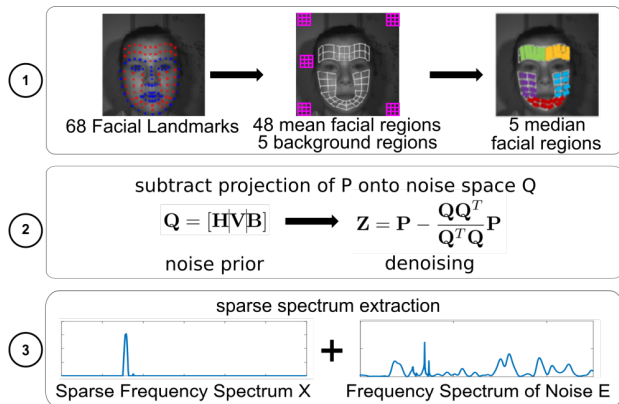 1
68 Facial Landmarks
48 mean facial regions
5 background regions
5 median
facial regions
2
subtract projection of P onto noise space Q
Q = [H|V|B]
Z = P − QQ^T / Q^T Q P
noise prior
denoising
3
sparse spectrum extraction
+
Sparse Frequency Spectrum X
Frequency Spectrum of Noise E